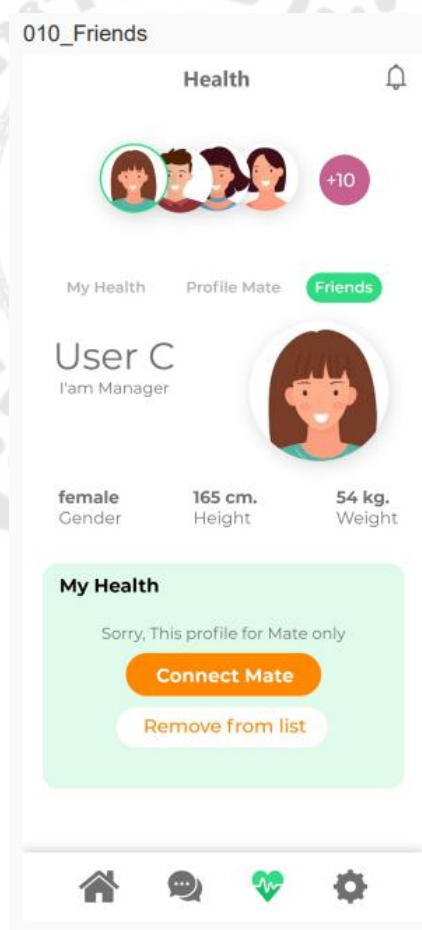 010_Friends
Health
+10
My Health Profile Mate Friends
User C
I'am Manager
female 165 cm. 54 kg.
Gender Height Weight
My Health
Sorry, This profile for Mate only
Connect Mate
Remove from list